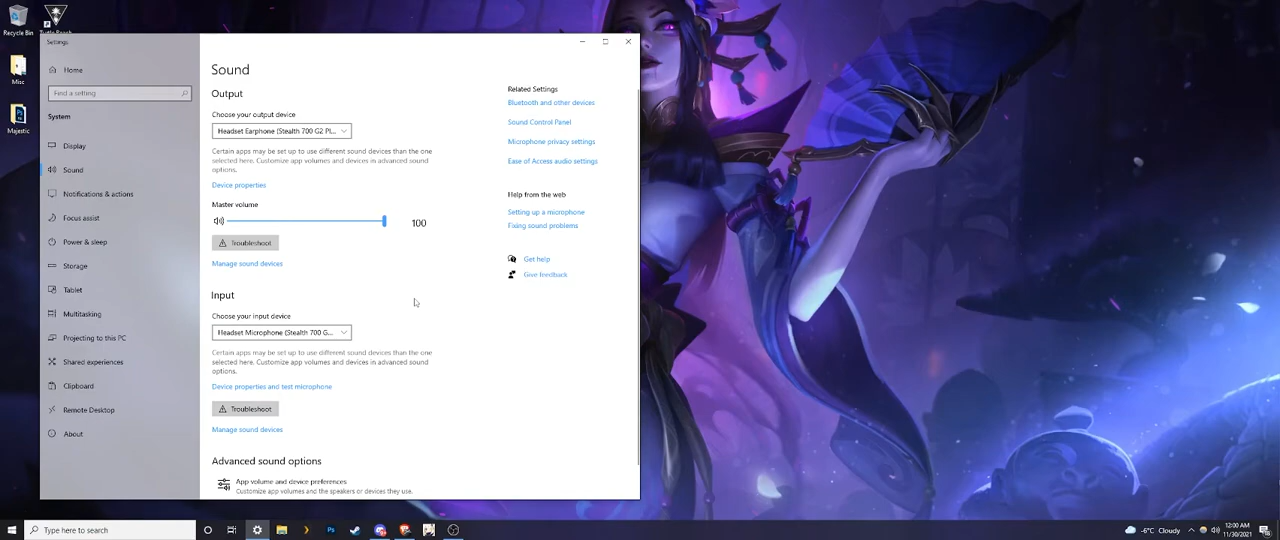 Recycle Bin
Turtle Beach
Misc
Majestic
Settings
Home
Find a setting
System
Display
Sound
Notifications & actions
Focus assist
Power & sleep
Storage
Tablet
Multitasking
Projecting to this PC
Shared experiences
Clipboard
Remote Desktop
About
Sound
Output
Choose your output device
Headset Earphone (Stealth 700 G2 Pl...
Certain apps may be set up to use different sound devices than the one
selected here. Customize app volumes and devices in advanced sound
options.
Device properties
Master volume
100
Troubleshoot
Manage sound devices
Input
Choose your input device
Headset Microphone (Stealth 700 G...
Certain apps may be set up to use different sound devices than the one
selected here. Customize app volumes and devices in advanced sound
options.
Device properties and test microphone
Troubleshoot
Manage sound devices
Advanced sound options
App volume and device preferences
Customize app volumes and the speakers or devices they use.
Related Settings
Bluetooth and other devices
Sound Control Panel
Microphone privacy settings
Ease of Access audio settings
Help from the web
Setting up a microphone
Fixing sound problems
Get help
Give feedback
Type here to search
Ps
-6°C Cloudy
12:00 AM
11/30/2021